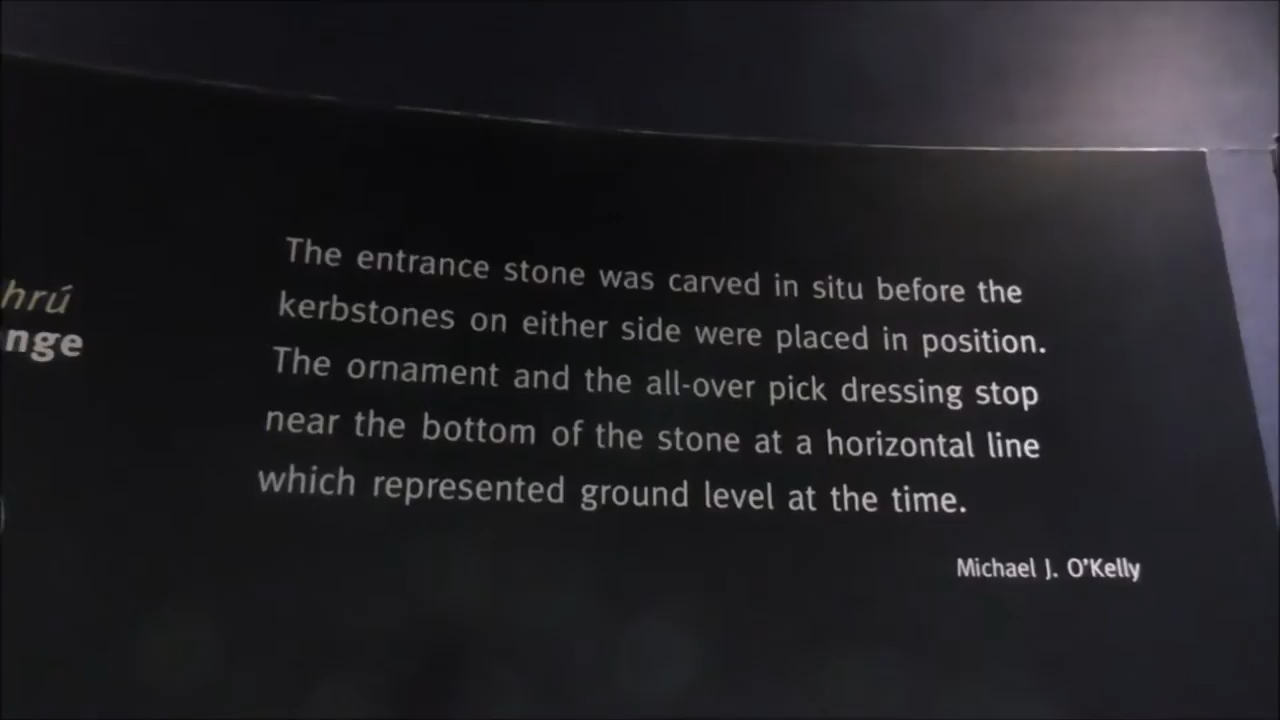 hrú
nge
The entrance stone was carved in situ before the
kerbstones on either side were placed in position.
The ornament and the all-over pick dressing stop
near the bottom of the stone at a horizontal line
which represented ground level at the time.
Michael J. O'Kelly